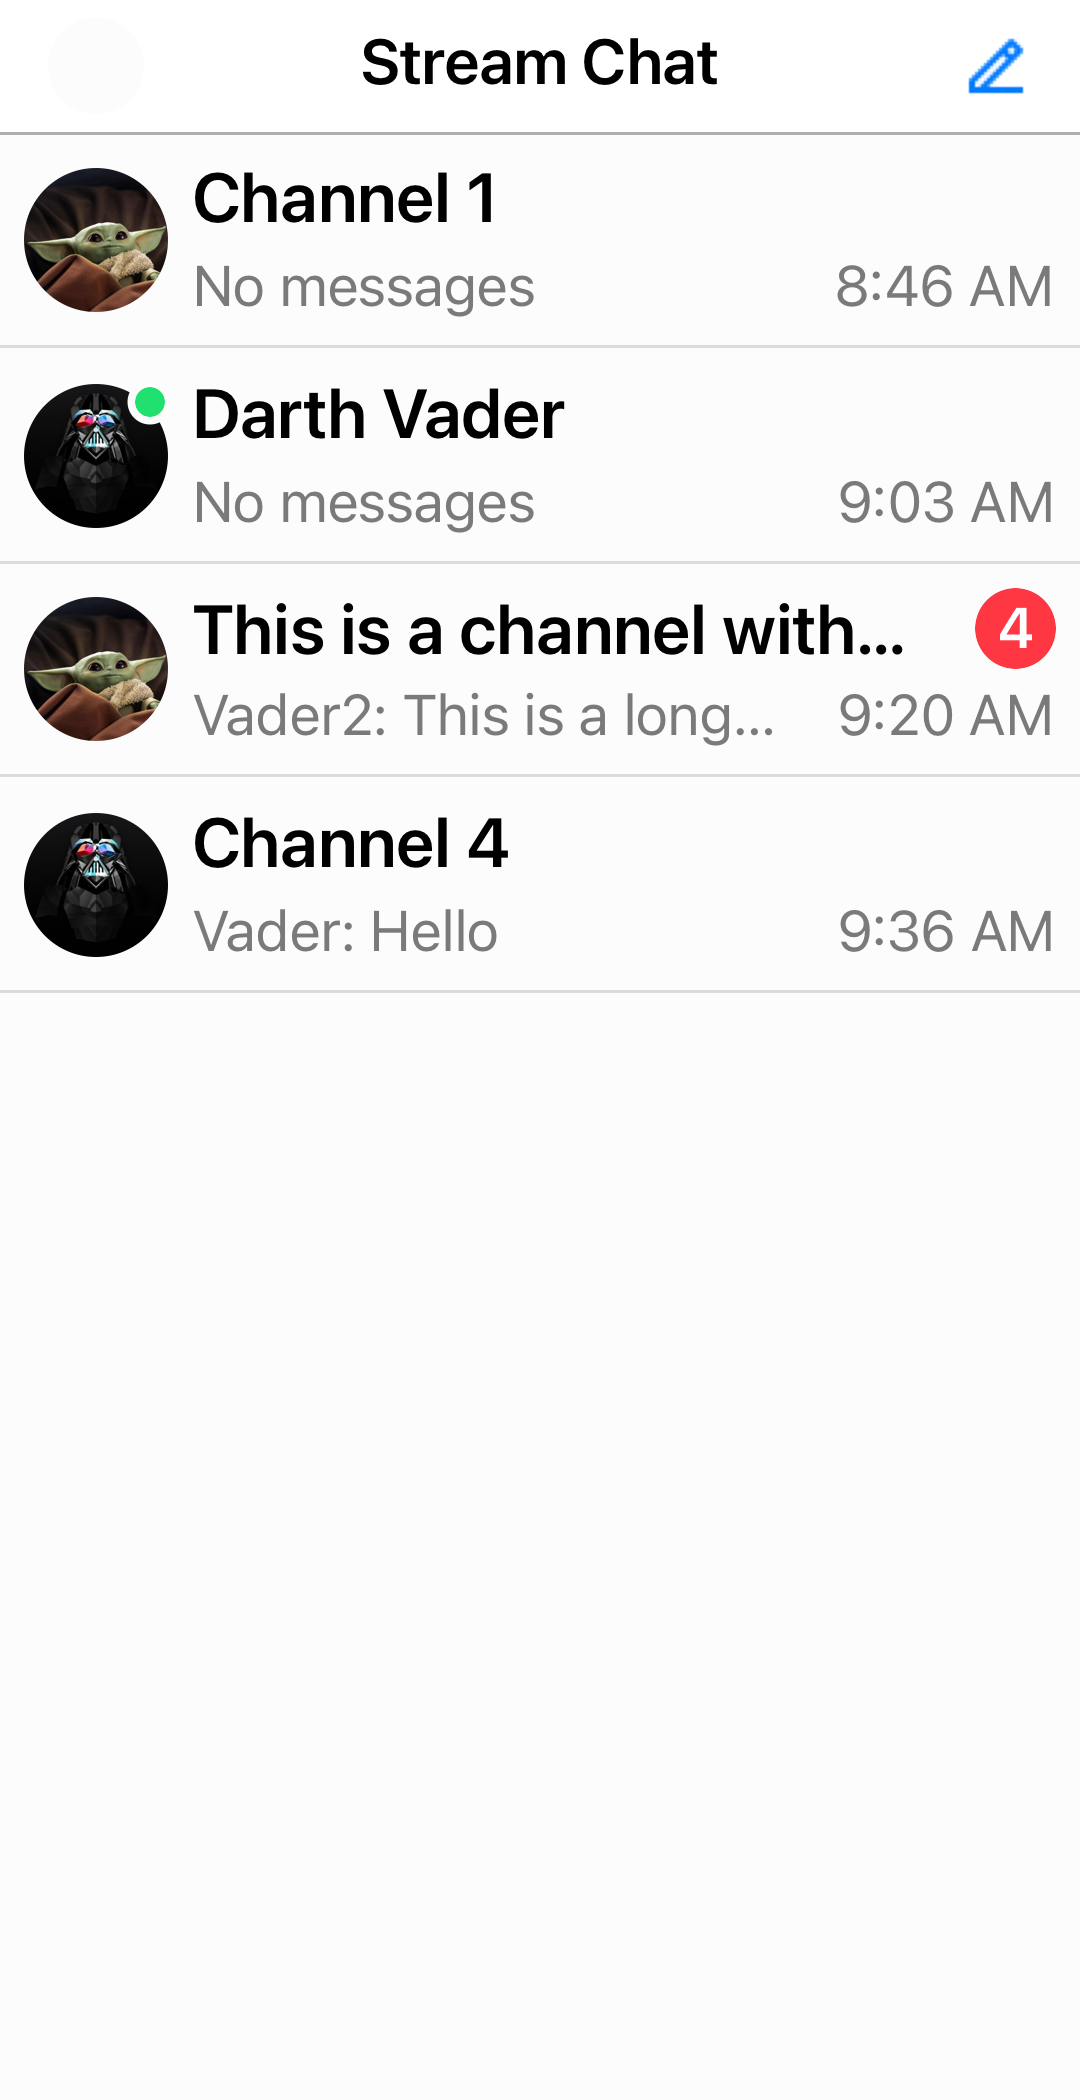 Stream Chat
Channel 1
No messages 8:46 AM
Darth Vader
No messages 9:03 AM
This is a channel with... 4
Vader2: This is a long... 9:20 AM
Channel 4
Vader: Hello 9:36 AM